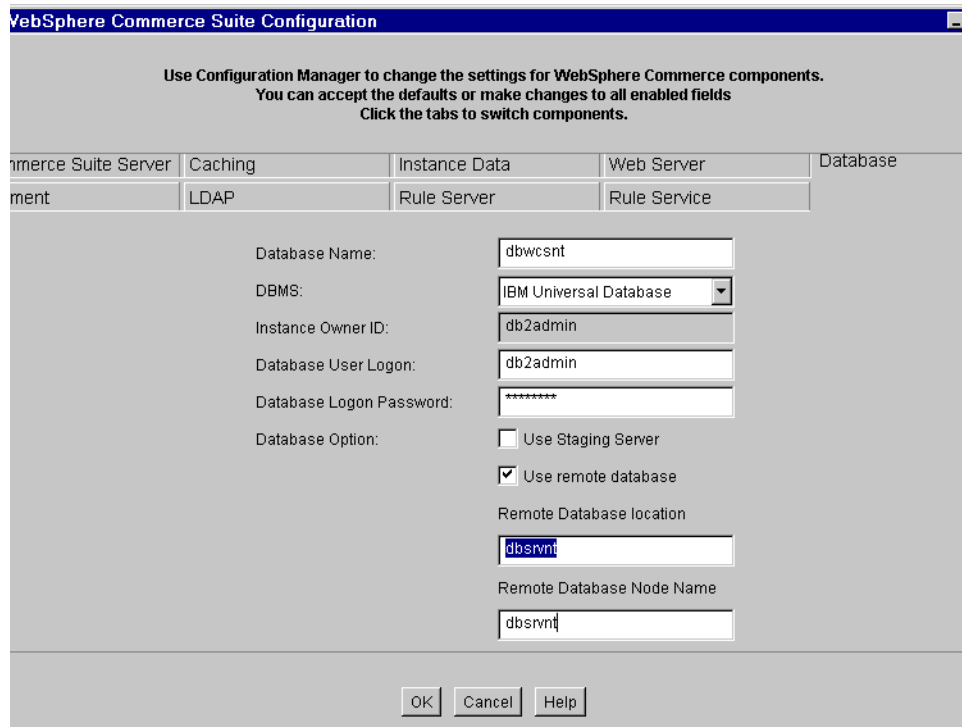 WebSphere Commerce Suite Configuration
Use Configuration Manager to change the settings for WebSphere Commerce components.
You can accept the defaults or make changes to all enabled fields
Click the tabs to switch components.
mmerce Suite Server Caching Instance Data Web Server Database
ment LDAP Rule Server Rule Service
Database Name: dbwcsnt
DBMS: IBM Universal Database
Instance Owner ID: db2admin
Database User Logon: db2admin
Database Logon Password: ********
Database Option: Use Staging Server
Use remote database
Remote Database location
dbsrvnt
Remote Database Node Name
dbsrvnt
OK Cancel Help